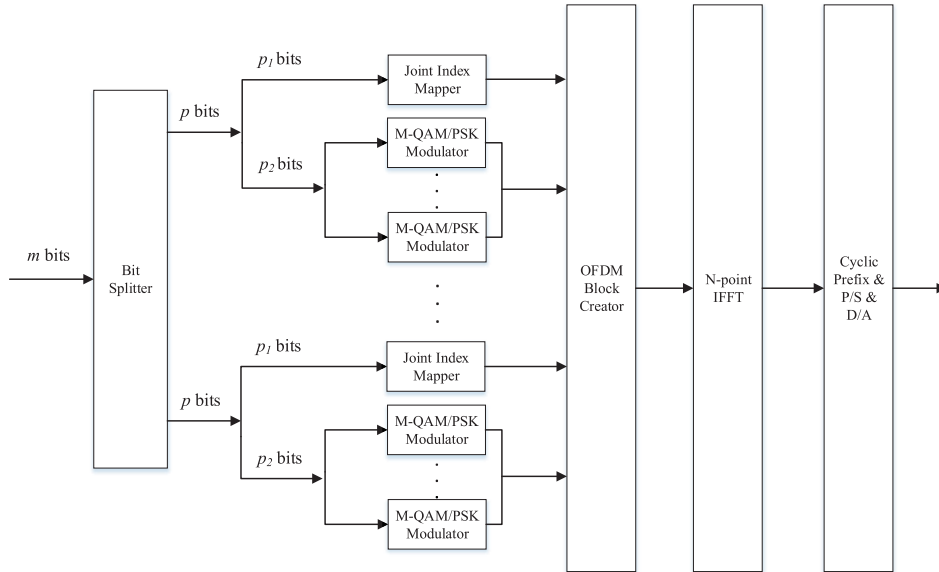 m bits
Bit
Splitter
p bits
p1 bits
Joint Index
Mapper
p2 bits
M-QAM/PSK
Modulator
M-QAM/PSK
Modulator
p bits
p1 bits
Joint Index
Mapper
p2 bits
M-QAM/PSK
Modulator
M-QAM/PSK
Modulator
OFDM
Block
Creator
N-point
IFFT
Cyclic
Prefix &
P/S &
D/A